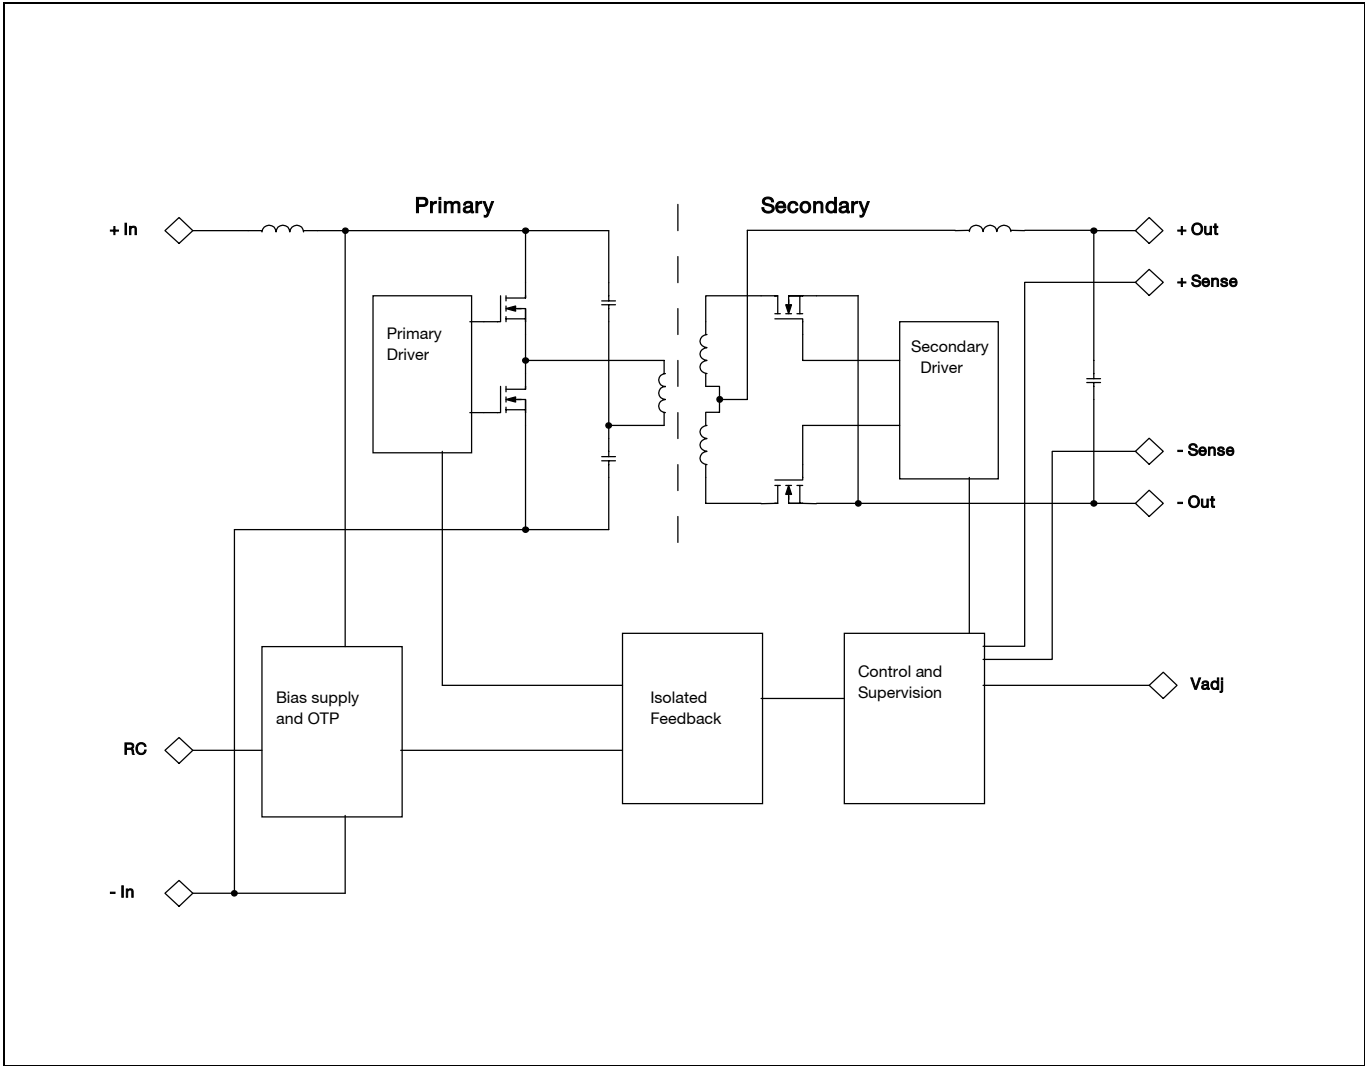 Primary
Secondary
+ In
+ Out
+ Sense
Primary
Driver
Secondary
Driver
- Sense
- Out
Bias supply
and OTP
Isolated
Feedback
Control and
Supervision
Vadj
RC
- In